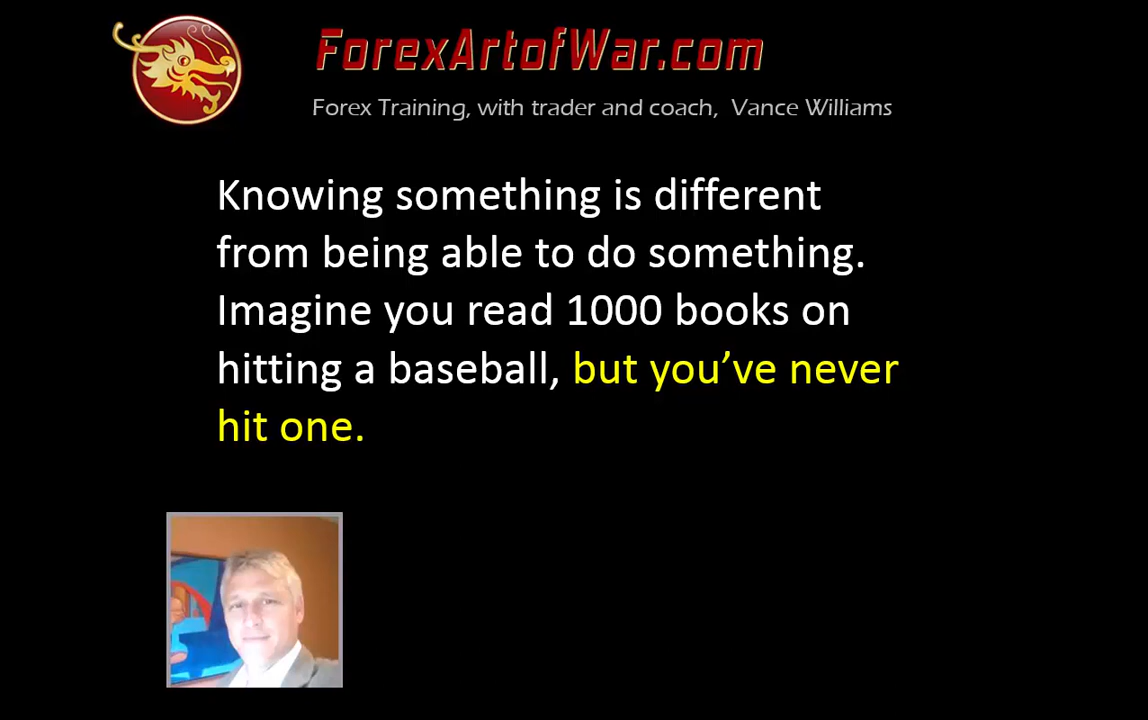 ForexArtofWar.com
Forex Training, with trader and coach, Vance Williams
Knowing something is different
from being able to do something.
Imagine you read 1000 books on
hitting a baseball, but you’ve never
hit one.